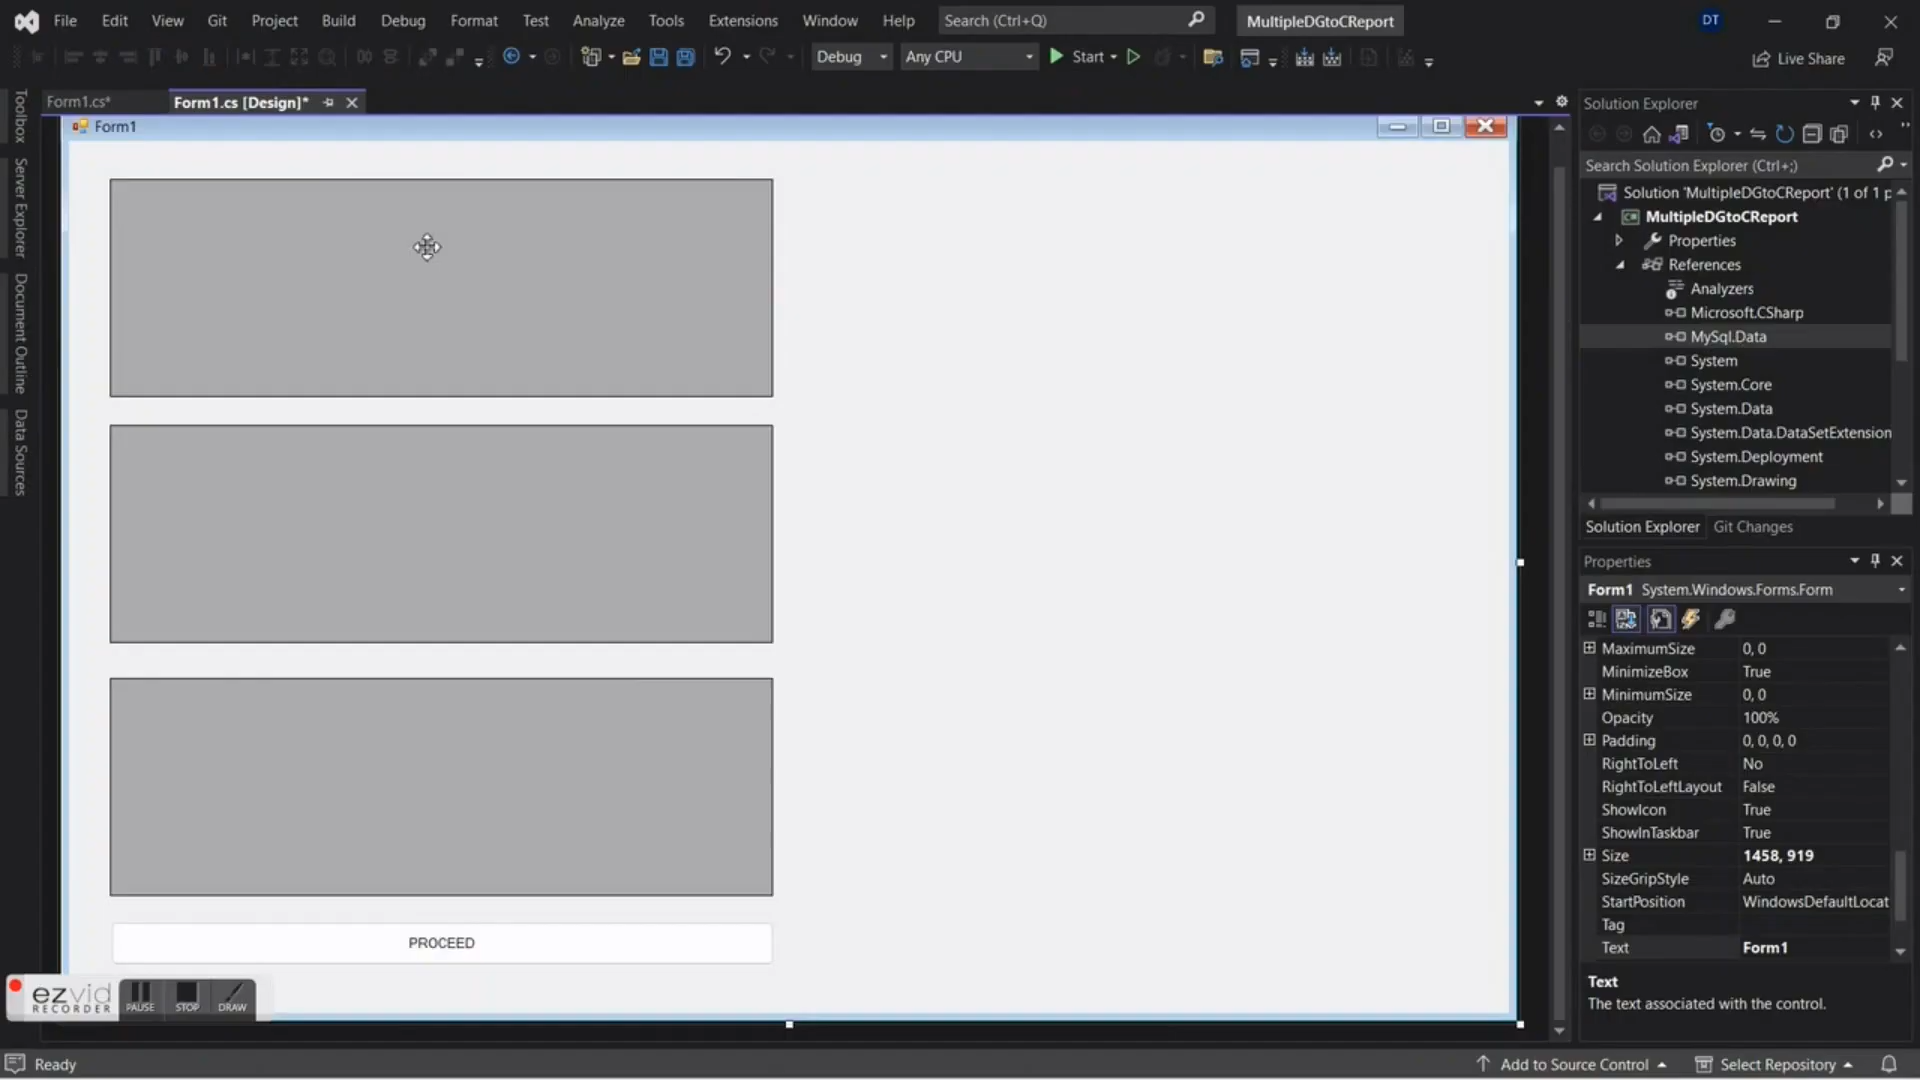 File Edit View Git Project Build Debug Format Test Analyze Tools Extensions Window Help Search (Ctrl+Q) MultipleDGtoCReport DT
Debug Any CPU Start Live Share
Form1.cs* Form1.cs [Design]*
Toolbox
Server Explorer
Document Outline
Data Sources
Form1
PROCEED
Solution Explorer
Search Solution Explorer (Ctrl+;)
Solution 'MultipleDGtoCReport' (1 of 1 p
MultipleDGtoCReport
Properties
References
Analyzers
Microsoft.CSharp
MySql.Data
System
System.Core
System.Data
System.Data.DataSetExtension
System.Deployment
System.Drawing
Solution Explorer Git Changes
Properties
Form1 System.Windows.Forms.Form
MaximumSize 0, 0
MinimizeBox True
MinimumSize 0, 0
Opacity 100%
Padding 0, 0, 0, 0
RightToLeft No
RightToLeftLayout False
ShowIcon True
ShowInTaskbar True
Size 1458, 919
SizeGripStyle Auto
StartPosition WindowsDefaultLocat
Tag
Text Form1
Text
The text associated with the control.
ezvid
RECORDER
PAUSE STOP DRAW
Ready Add to Source Control Select Repository